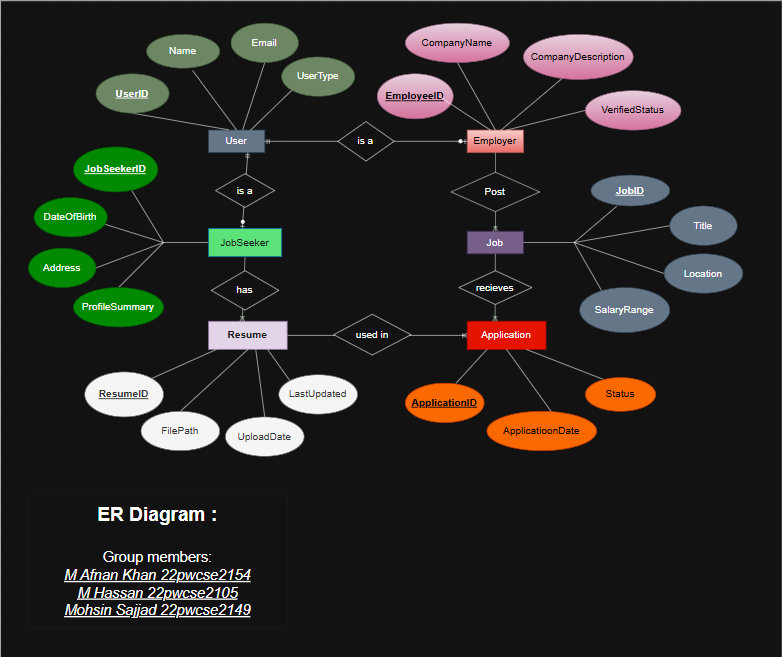 Name
Email
UserType
UserID
CompanyName
CompanyDescription
EmployeeID
VerifiedStatus
User
is a
Employer
JobSeekerID
is a
Post
JobID
DateOfBirth
Title
JobSeeker
Job
Address
Location
has
recieves
ProfileSummary
SalaryRange
Resume
used in
Application
ResumeID
LastUpdated
ApplicationID
Status
FilePath
UploadDate
ApplicatioonDate
ER Diagram :
Group members:
M Afnan Khan 22pwcse2154
M Hassan 22pwcse2105
Mohsin Sajjad 22pwcse2149